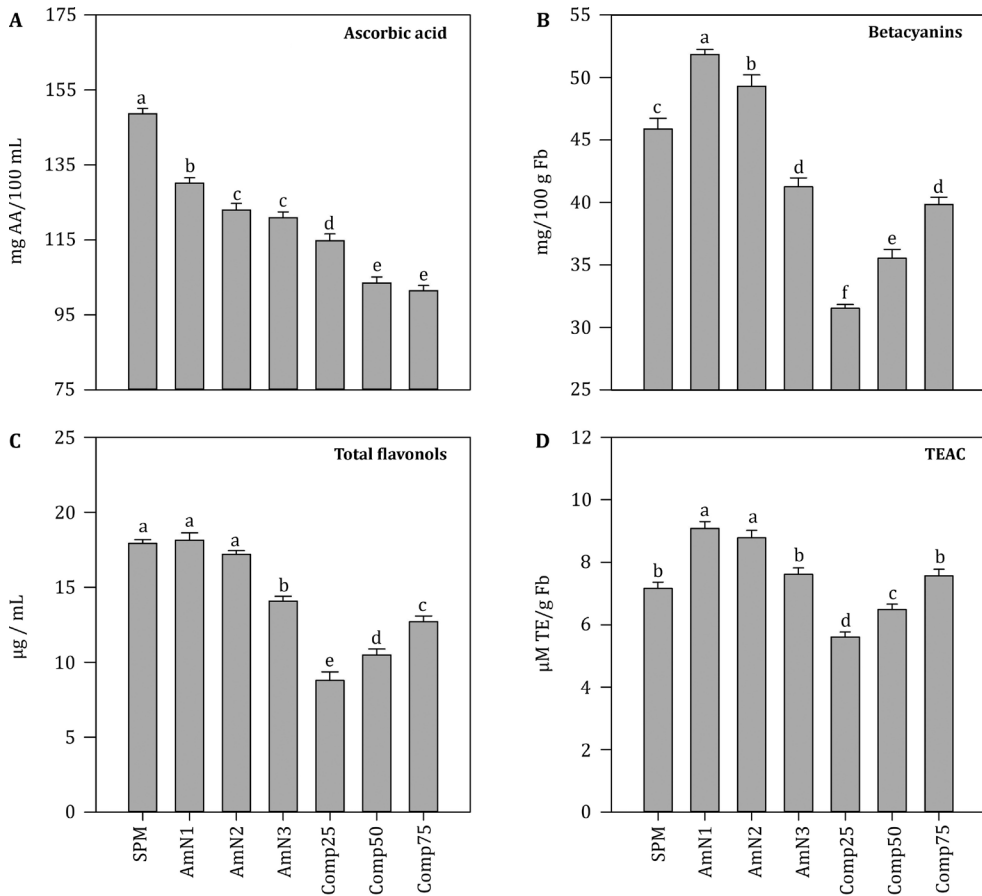 A
Ascorbic acid
mg AA/100 mL
175
155
135
115
95
75
a
b
c
c
d
e
e
B
Betacyanins
mg/100 g Fb
55
50
45
40
35
30
25
c
a
b
d
f
e
d
C
Total flavonols
µg / mL
25
20
15
10
5
0
a
a
a
b
e
d
c
SPM
AmN1
AmN2
AmN3
Comp25
Comp50
Comp75
D
TEAC
µM TE/g Fb
12
10
8
6
4
2
0
b
a
a
b
d
c
b
SPM
AmN1
AmN2
AmN3
Comp25
Comp50
Comp75